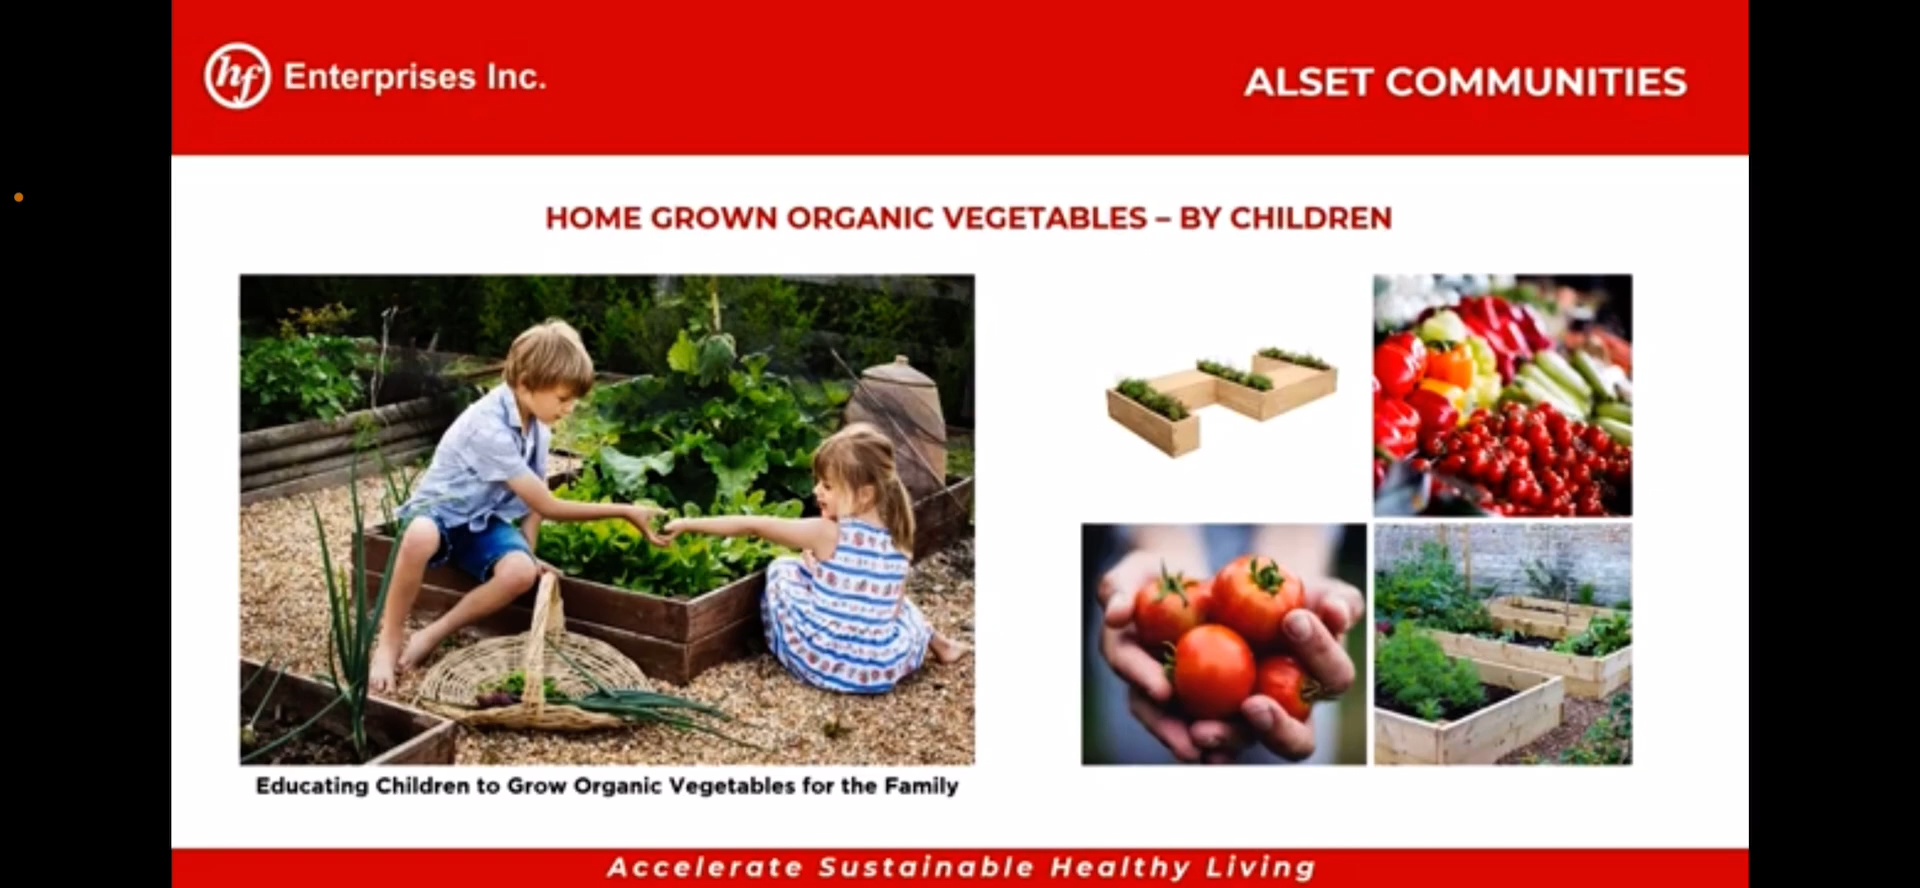 hf Enterprises Inc.
ALSET COMMUNITIES
HOME GROWN ORGANIC VEGETABLES – BY CHILDREN
Educating Children to Grow Organic Vegetables for the Family
Accelerate Sustainable Healthy Living